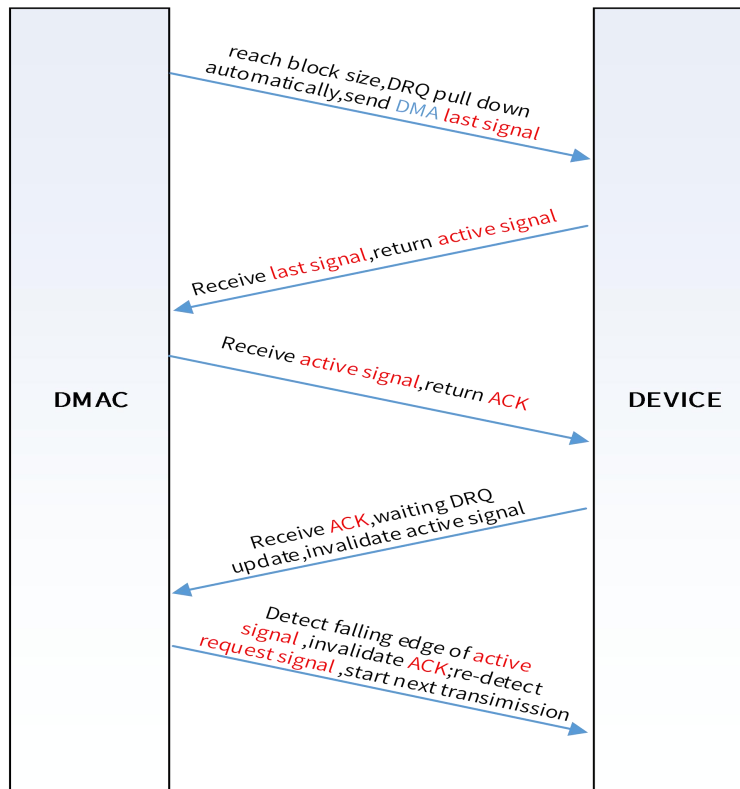 reach block size,DRQ pull down
automatically,send DMA last signal
Receive last signal,return active signal
Receive active signal,return ACK
DMAC
DEVICE
Receive ACK,waiting DRQ
update,invalidate active signal
Detect falling edge of active
signal ,invalidate ACK;re-detect
request signal ,start next transimission